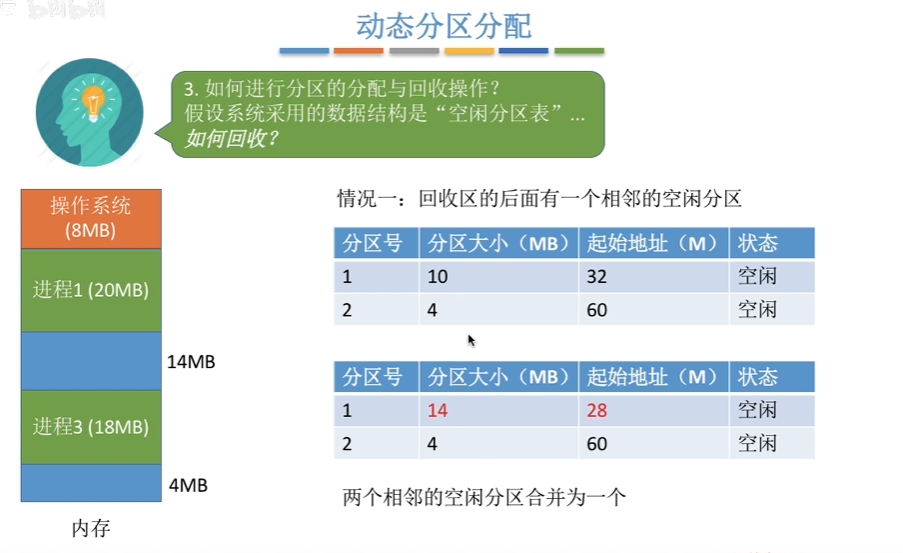 动态分区分配
3. 如何进行分区的分配与回收操作？
假设系统采用的数据结构是“空闲分区表”...
如何回收？
操作系统
(8MB)
进程1 (20MB)
14MB
进程3 (18MB)
4MB
内存
情况一：回收区的后面有一个相邻的空闲分区
分区号 分区大小（MB） 起始地址（M） 状态
1 10 32 空闲
2 4 60 空闲
分区号 分区大小（MB） 起始地址（M） 状态
1 14 28 空闲
2 4 60 空闲
两个相邻的空闲分区合并为一个